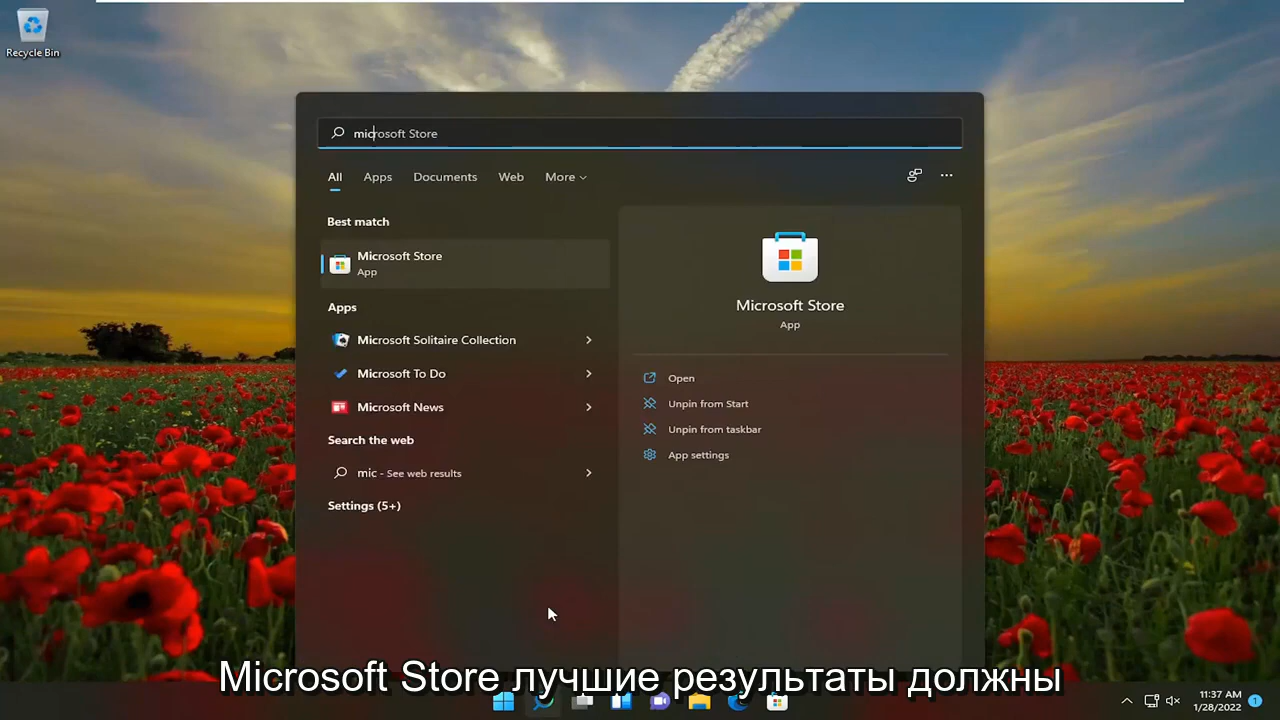 Recycle Bin
microsoft Store
All Apps Documents Web More
Best match
Microsoft Store
App
Apps
Microsoft Solitaire Collection
Microsoft To Do
Microsoft News
Search the web
mic - See web results
Settings (5+)
Microsoft Store
App
Open
Unpin from Start
Unpin from taskbar
App settings
Microsoft Store лучшие результаты должны
11:37 AM
1/28/2022
1